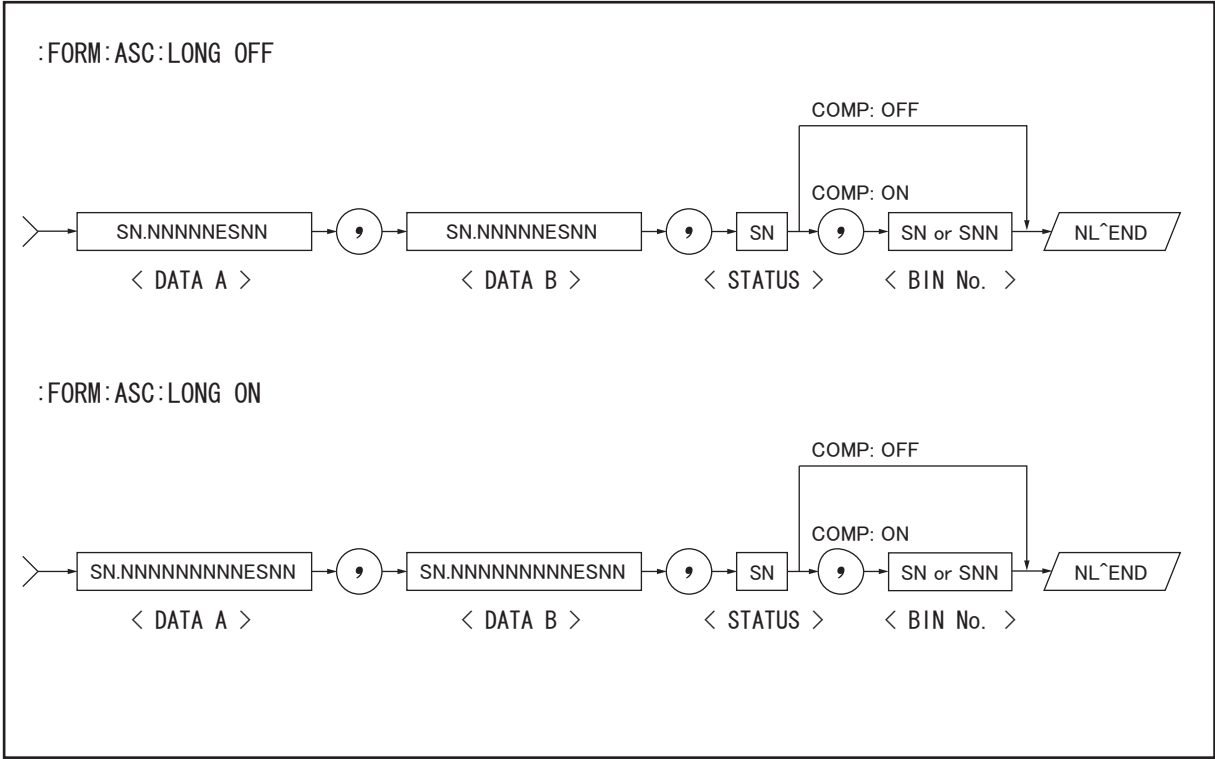 :FORM:ASC:LONG OFF
COMP: OFF
COMP: ON
SN.NNNNNESNN , SN.NNNNNESNN , SN , SN or SNN NL^END
< DATA A > < DATA B > < STATUS > < BIN No. >
:FORM:ASC:LONG ON
COMP: OFF
COMP: ON
SN.NNNNNNNNNESNN , SN.NNNNNNNNNESNN , SN , SN or SNN NL^END
< DATA A > < DATA B > < STATUS > < BIN No. >